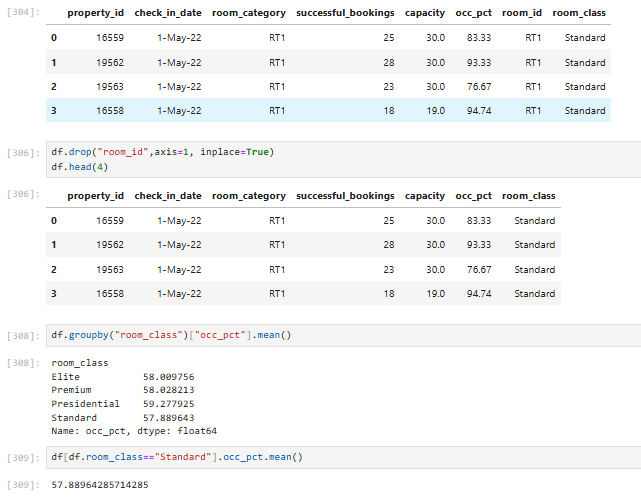 [304]: property_id check_in_date room_category successful_bookings capacity occ_pct room_id room_class
0 16559 1-May-22 RT1 25 30.0 83.33 RT1 Standard
1 19562 1-May-22 RT1 28 30.0 93.33 RT1 Standard
2 19563 1-May-22 RT1 23 30.0 76.67 RT1 Standard
3 16558 1-May-22 RT1 18 19.0 94.74 RT1 Standard
[306]: df.drop("room_id",axis=1, inplace=True)
df.head(4)
[306]: property_id check_in_date room_category successful_bookings capacity occ_pct room_class
0 16559 1-May-22 RT1 25 30.0 83.33 Standard
1 19562 1-May-22 RT1 28 30.0 93.33 Standard
2 19563 1-May-22 RT1 23 30.0 76.67 Standard
3 16558 1-May-22 RT1 18 19.0 94.74 Standard
[308]: df.groupby("room_class")["occ_pct"].mean()
[308]: room_class
Elite 58.009756
Premium 58.028213
Presidential 59.277925
Standard 57.889643
Name: occ_pct, dtype: float64
[309]: df[df.room_class=="Standard"].occ_pct.mean()
[309]: 57.88964285714285